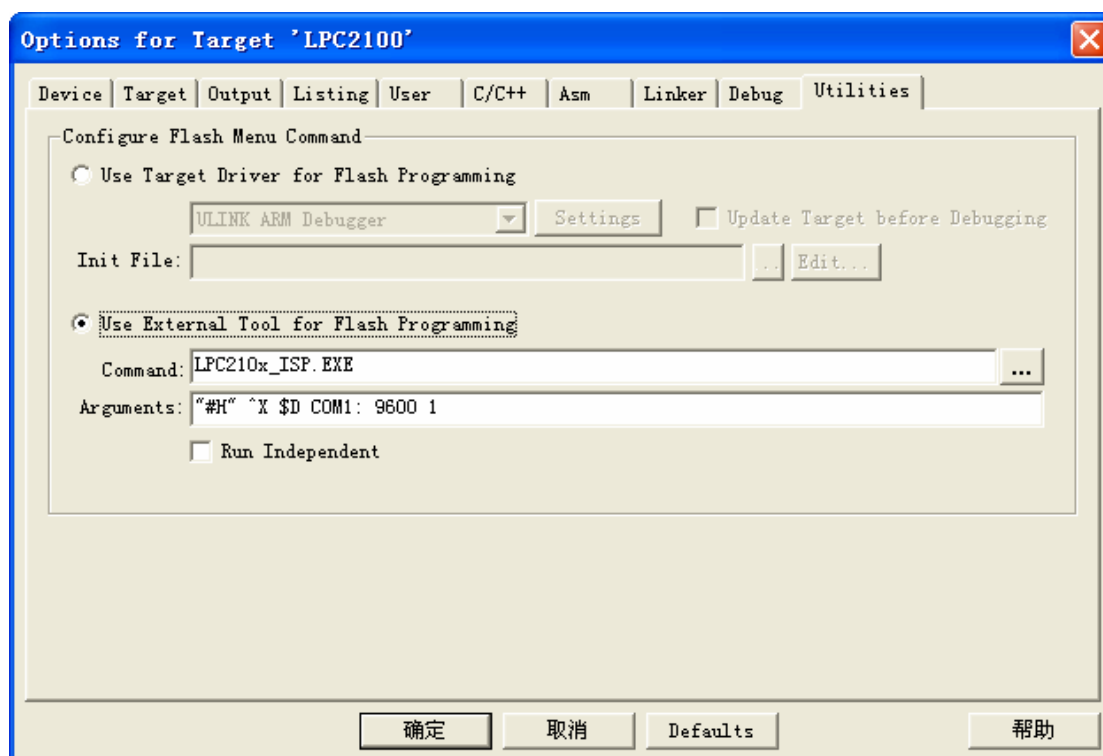 Options for Target 'LPC2100'
Device Target Output Listing User C/C++ Asm Linker Debug Utilities
Configure Flash Menu Command
Use Target Driver for Flash Programming
ULINK ARM Debugger Settings Update Target before Debugging
Init File: .. Edit...
Use External Tool for Flash Programming
Command: LPC210x_ISP.EXE ...
Arguments: "#H" ^X $D COM1: 9600 1
Run Independent
确定 取消 Defaults 帮助